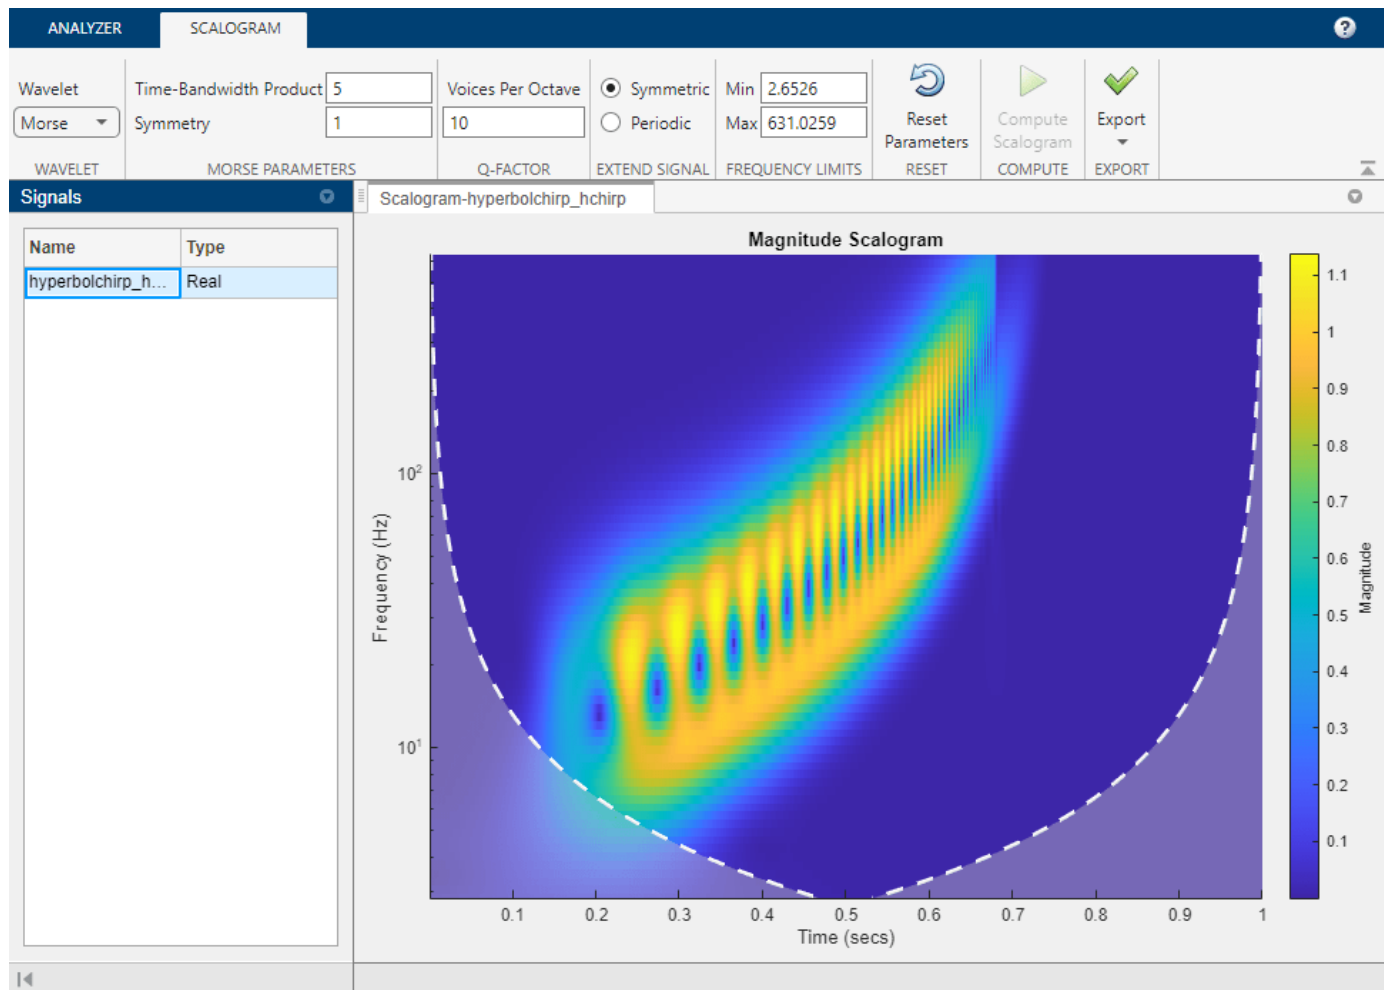 ANALYZER SCALOGRAM
?
Wavelet Time-Bandwidth Product 5 Voices Per Octave Symmetric Min 2.6526
Morse Symmetry 1 10 Periodic Max 631.0259 Reset Parameters Compute Scalogram Export
WAVELET MORSE PARAMETERS Q-FACTOR EXTEND SIGNAL FREQUENCY LIMITS RESET COMPUTE EXPORT
Signals Scalogram-hyperbolchirp_hchirp
Name Type
hyperbolchirp_h... Real
Magnitude Scalogram
10²
10¹
Frequency (Hz)
0.1 0.2 0.3 0.4 0.5 0.6 0.7 0.8 0.9 1
Time (secs)
1.1
1
0.9
0.8
0.7
0.6
0.5
0.4
0.3
0.2
0.1
Magnitude